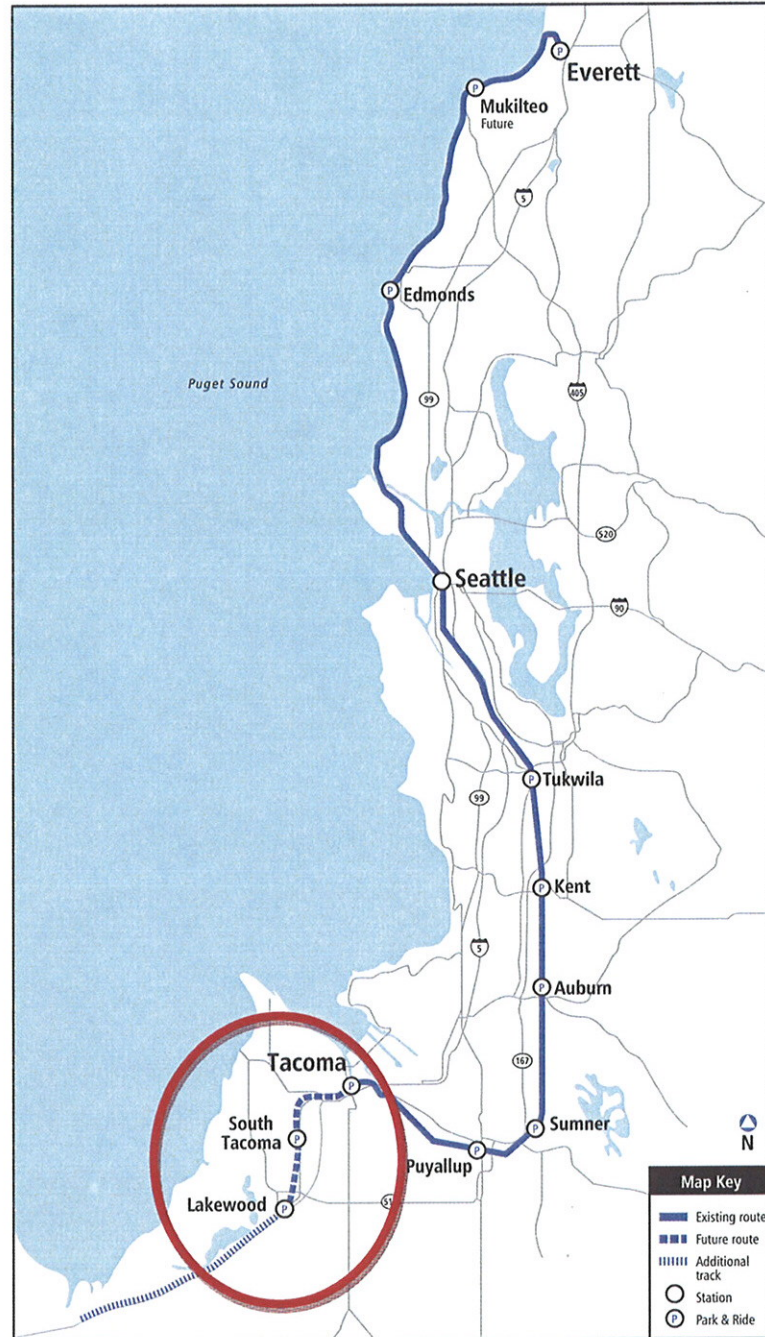 P
Everett
P
Mukilteo
Future
5
P
Edmonds
Puget Sound
405
99
520
Seattle
90
P
Tukwila
99
P
Kent
5
P
Auburn
167
Tacoma
P
P
Sumner
South
Tacoma
P
P
Puyallup
N
Lakewood
P
Map Key
Existing route
Future route
Additional
track
Station
P
Park & Ride